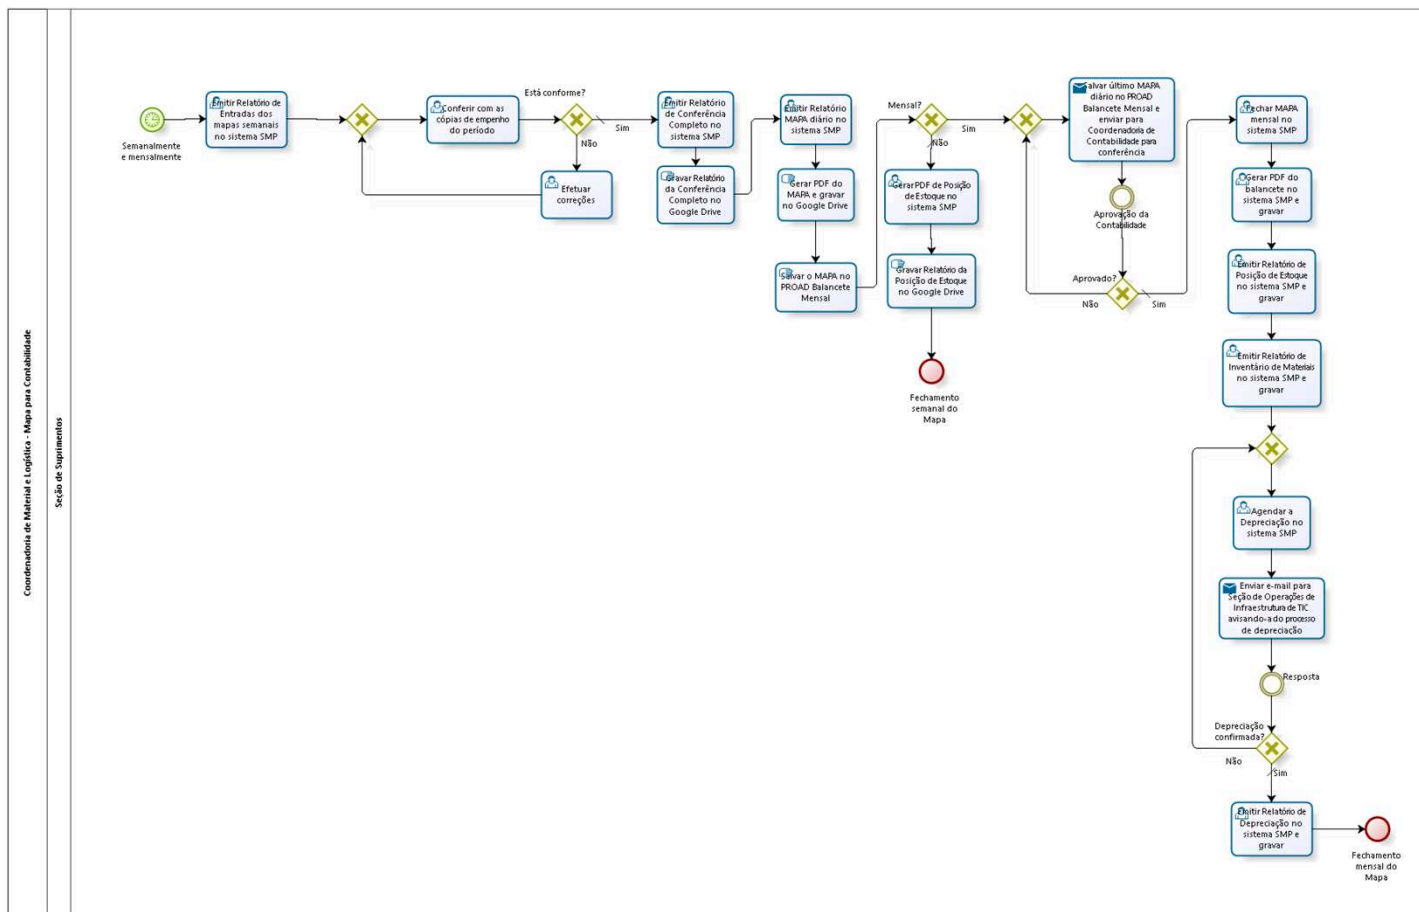 Coordenadoria de Material e Logística - Mapa para Contabilidade
Seção de Suprimentos
Semanalmente
e mensalmente
Emitir Relatório de
Entradas dos
mapas semanais
no sistema SMP
Conferir com as
cópias de empenho
do período
Está conforme?
Sim
Não
Efetuar
correções
Emitir Relatório
de Conferência
Completo no
sistema SMP
Gravar Relatório
da Conferência
Completo no
Google Drive
Emitir Relatório
MAPA diário no
sistema SMP
Gerar PDF do
MAPA e gravar
no Google Drive
Salvar o MAPA no
PROAD Balancete
Mensal
Mensal?
Sim
Não
Gerar PDF de Posição
de Estoque no
sistema SMP
Gravar Relatório da
Posição de Estoque
no Google Drive
Fechamento
semanal do
Mapa
Salvar último MAPA
diário no PROAD
Balancete Mensal e
enviar para
Coordenadoria de
Contabilidade para
conferência
Aprovação da
Contabilidade
Aprovado?
Não
Sim
Fechar MAPA
mensal no
sistema SMP
Gerar PDF do
balancete no
sistema SMP e
gravar
Emitir Relatório de
Posição de Estoque
no sistema SMP e
gravar
Emitir Relatório de
Inventário de Materiais
no sistema SMP e
gravar
Agendar a
Depreciação no
sistema SMP
Enviar e-mail para
Seção de Operações de
Infraestrutura de TIC
avisando-a do processo
de depreciação
Resposta
Depreciação
confirmada?
Não
Sim
Emitir Relatório de
Depreciação no
sistema SMP e
gravar
Fechamento
mensal do
Mapa